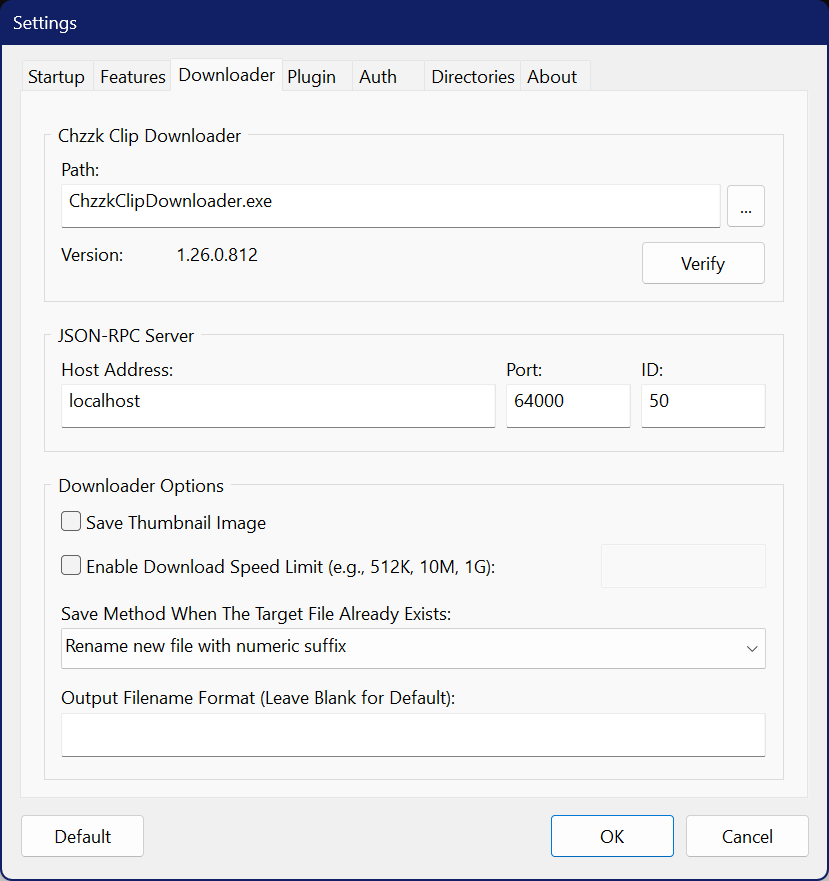 Settings
Startup Features Downloader Plugin Auth Directories About
Chzzk Clip Downloader
Path:
ChzzkClipDownloader.exe ...
Version: 1.26.0.812
Verify
JSON-RPC Server
Host Address: Port: ID:
localhost 64000 50
Downloader Options
Save Thumbnail Image
Enable Download Speed Limit (e.g., 512K, 10M, 1G):
Save Method When The Target File Already Exists:
Rename new file with numeric suffix
Output Filename Format (Leave Blank for Default):
Default OK Cancel